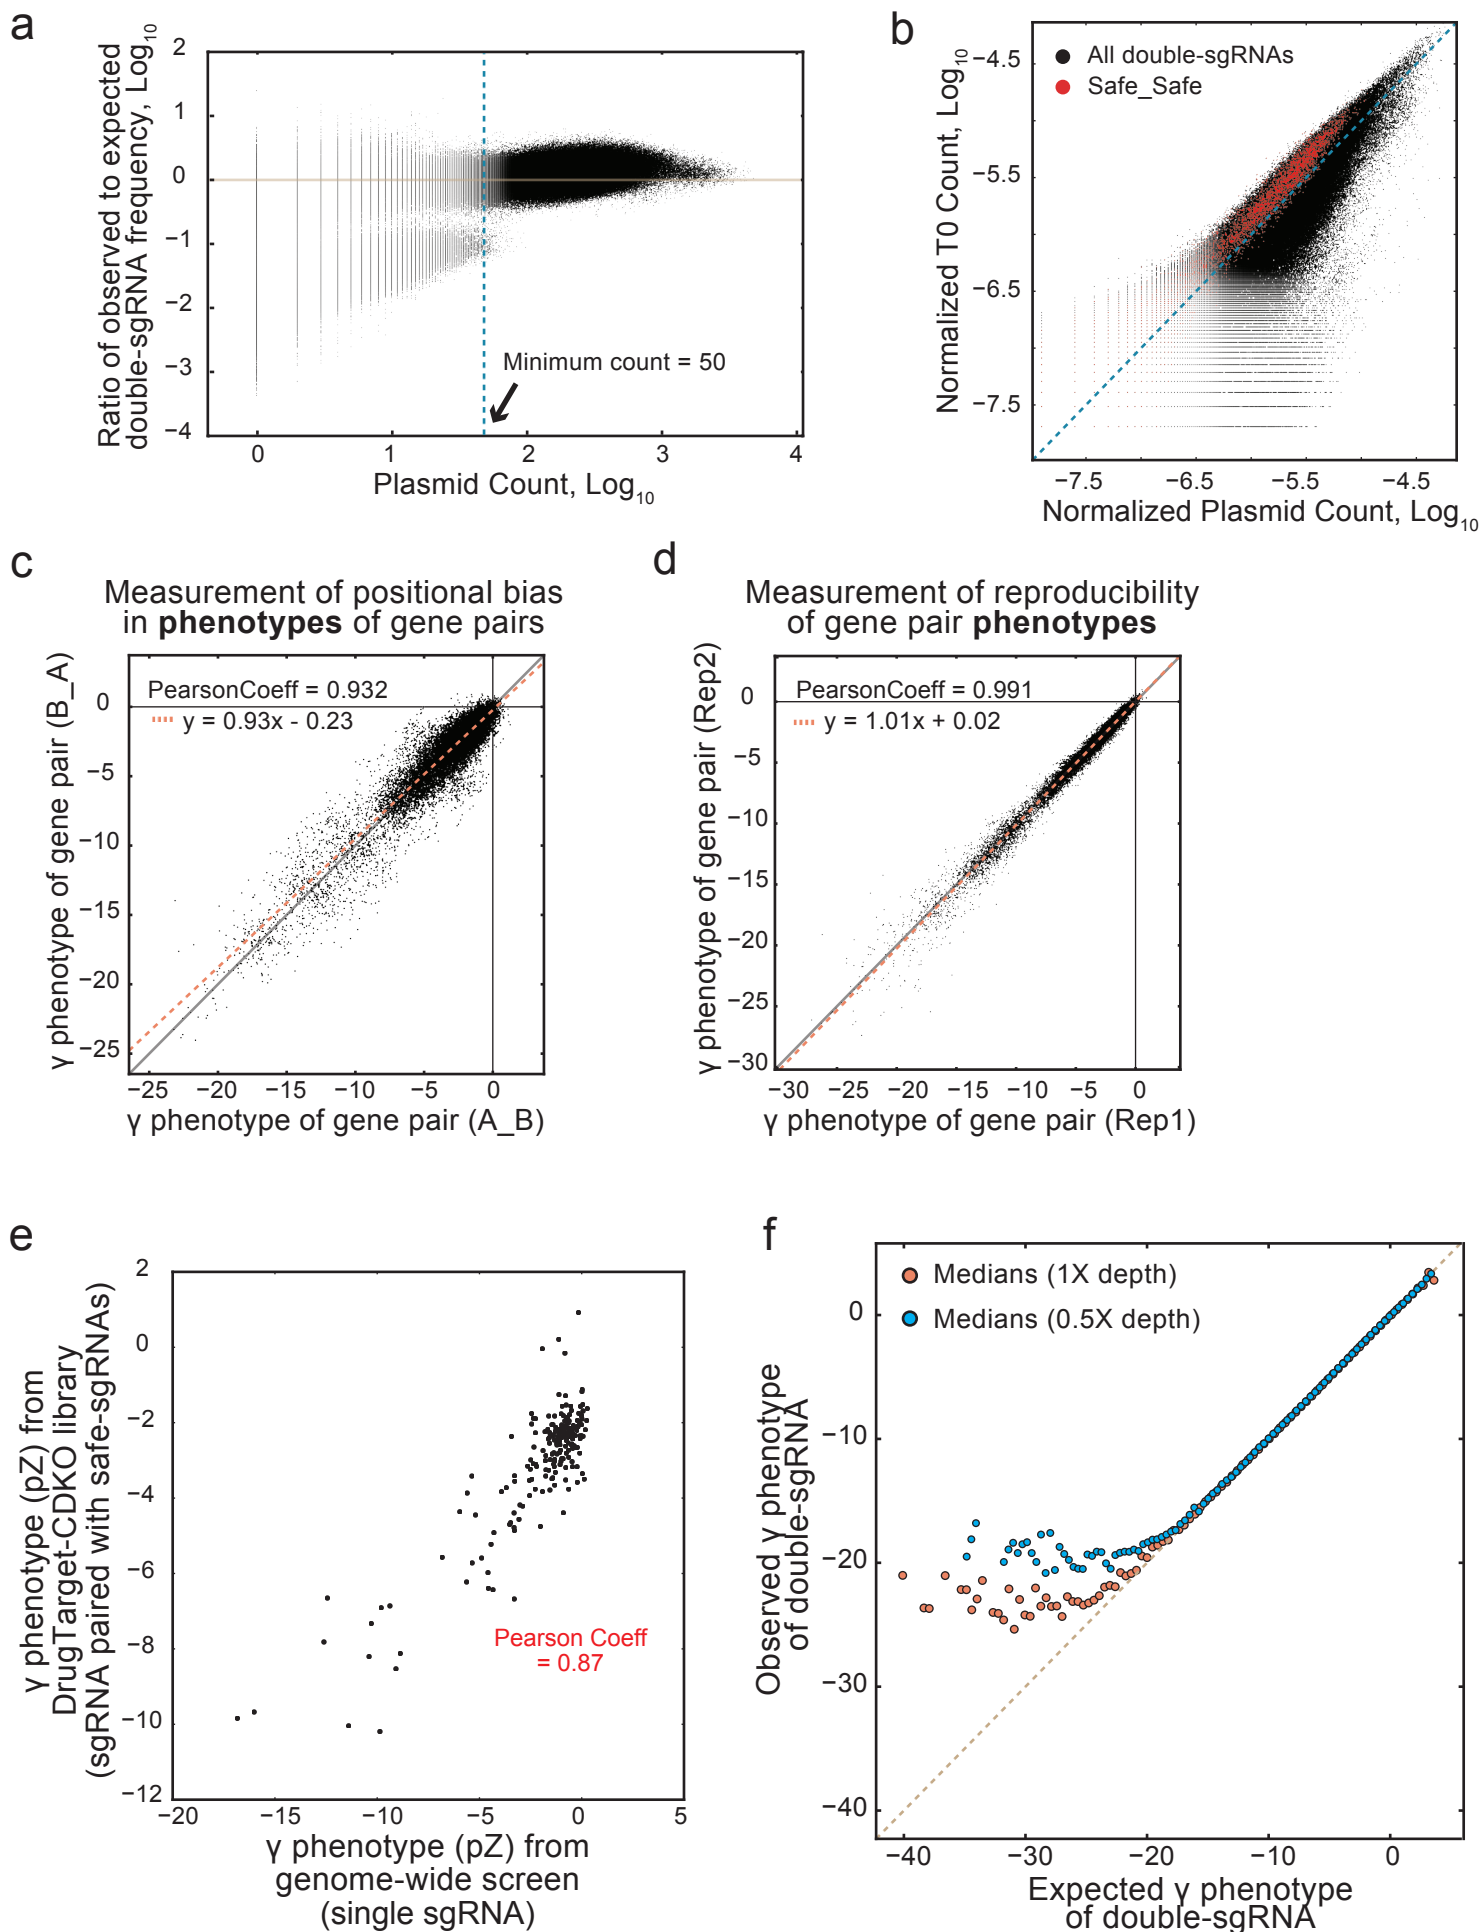 a
Ratio of observed to expected
double-sgRNA frequency, Log10
2
1
0
−1
−2
−3
−4
Minimum count = 50
0 1 2 3 4
Plasmid Count, Log10
b
Normalized T0 Count, Log10
−4.5
−5.5
−6.5
−7.5
All double-sgRNAs
Safe_Safe
−7.5 −6.5 −5.5 −4.5
Normalized Plasmid Count, Log10
c
Measurement of positional bias
in phenotypes of gene pairs
γ phenotype of gene pair (B_A)
0
−5
−10
−15
−20
−25
PearsonCoeff = 0.932
y = 0.93x - 0.23
−25 −20 −15 −10 −5 0
γ phenotype of gene pair (A_B)
d
Measurement of reproducibility
of gene pair phenotypes
γ phenotype of gene pair (Rep2)
0
−5
−10
−15
−20
−25
−30
PearsonCoeff = 0.991
y = 1.01x + 0.02
−30 −25 −20 −15 −10 −5 0
γ phenotype of gene pair (Rep1)
e
γ phenotype (pZ) from
DrugTarget-CDKO library
(sgRNA paired with safe-sgRNAs)
2
0
−2
−4
−6
−8
−10
−12
Pearson Coeff
= 0.87
−20 −15 −10 −5 0 5
γ phenotype (pZ) from
genome-wide screen
(single sgRNA)
f
Observed γ phenotype
of double-sgRNA
0
−10
−20
−30
−40
Medians (1X depth)
Medians (0.5X depth)
−40 −30 −20 −10 0
Expected γ phenotype
of double-sgRNA